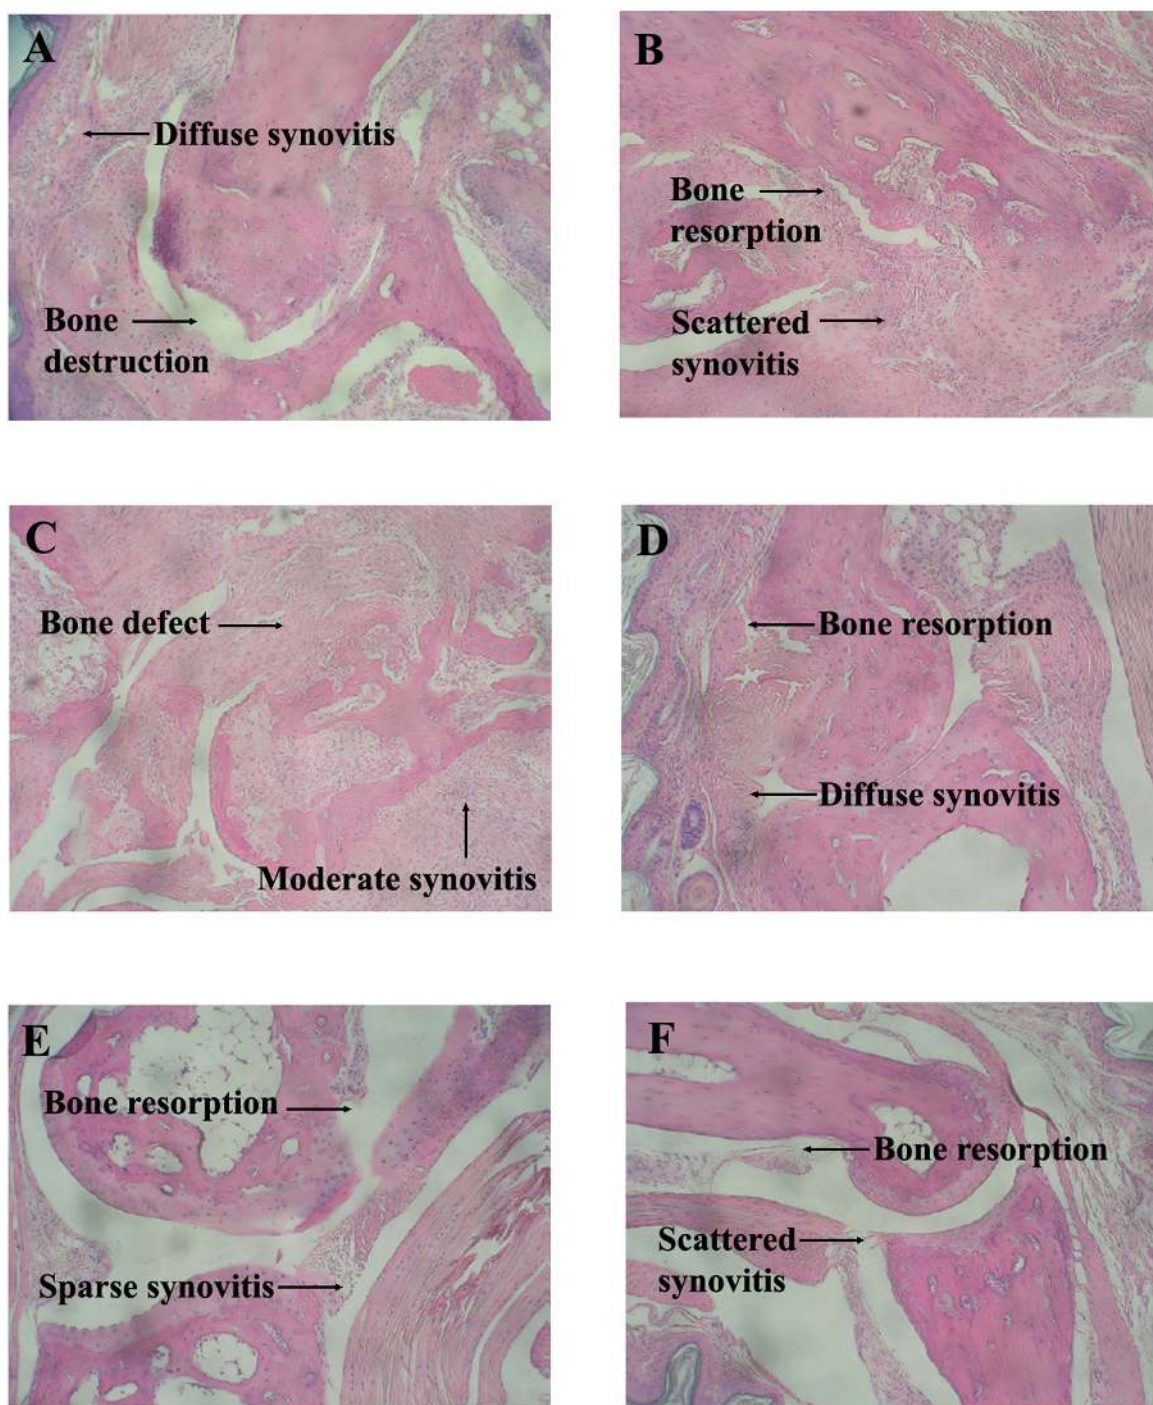 A
Diffuse synovitis
Bone
destruction
B
Bone
resorption
Scattered
synovitis
C
Bone defect
Moderate synovitis
D
Bone resorption
Diffuse synovitis
E
Bone resorption
Sparse synovitis
F
Bone resorption
Scattered
synovitis